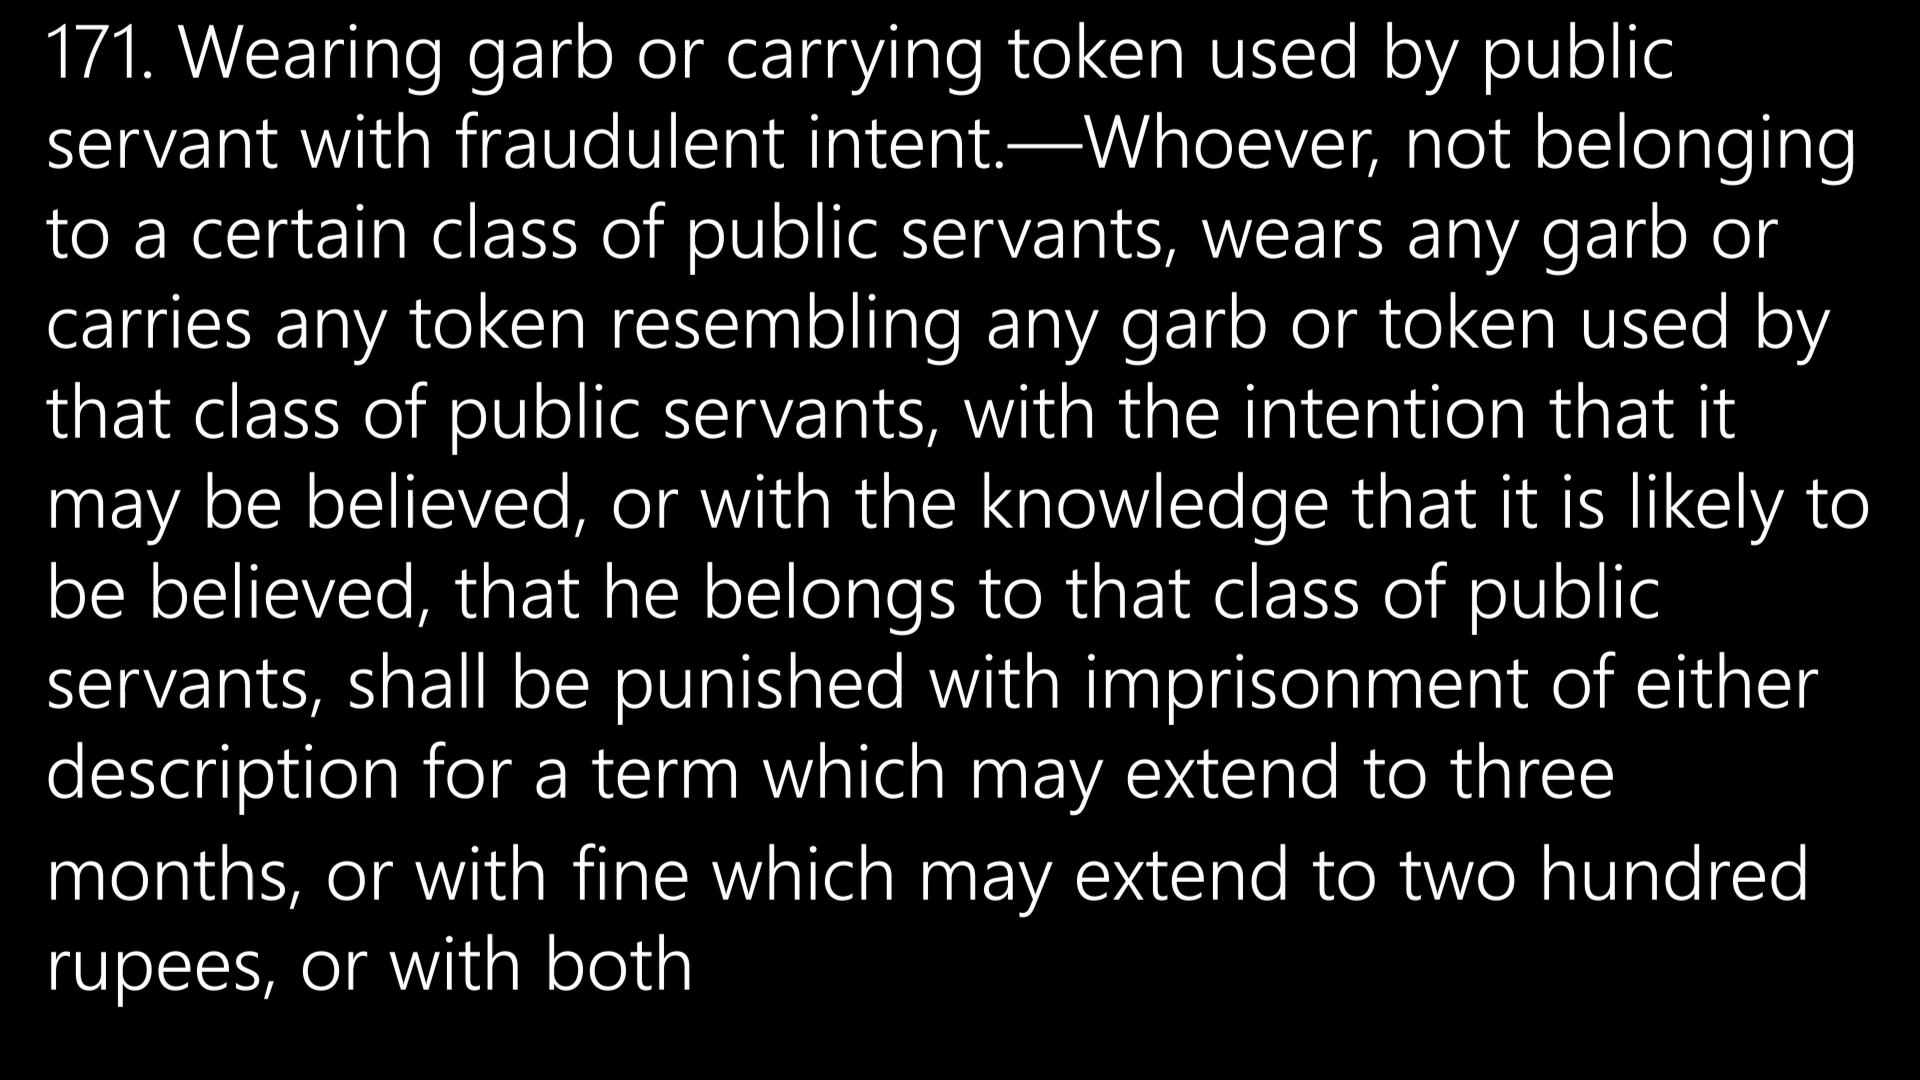 171. Wearing garb or carrying token used by public
servant with fraudulent intent.—Whoever, not belonging
to a certain class of public servants, wears any garb or
carries any token resembling any garb or token used by
that class of public servants, with the intention that it
may be believed, or with the knowledge that it is likely to
be believed, that he belongs to that class of public
servants, shall be punished with imprisonment of either
description for a term which may extend to three
months, or with fine which may extend to two hundred
rupees, or with both